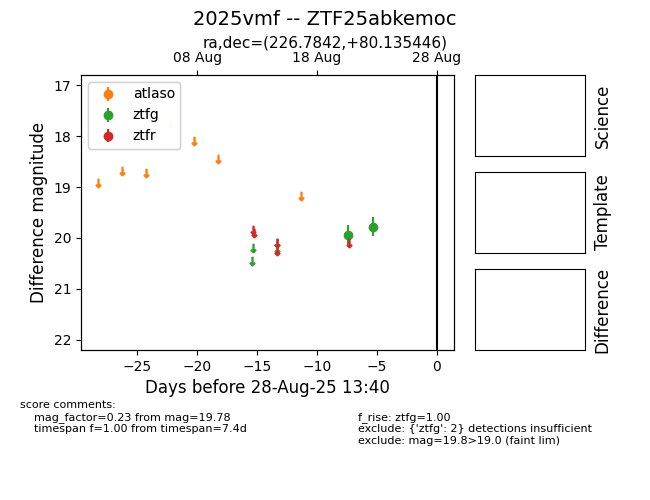 2025vmf -- ZTF25abkemoc
ra,dec=(226.7842,+80.135446)
08 Aug 18 Aug 28 Aug
17
18
19
20
21
22
Difference magnitude
atlaso
ztfg
ztfr
−25 −20 −15 −10 −5 0
Days before 28-Aug-25 13:40
Science
Template
Difference
score comments:
mag_factor=0.23 from mag=19.78
timespan f=1.00 from timespan=7.4d
f_rise: ztfg=1.00
exclude: {'ztfg': 2} detections insufficient
exclude: mag=19.8>19.0 (faint lim)